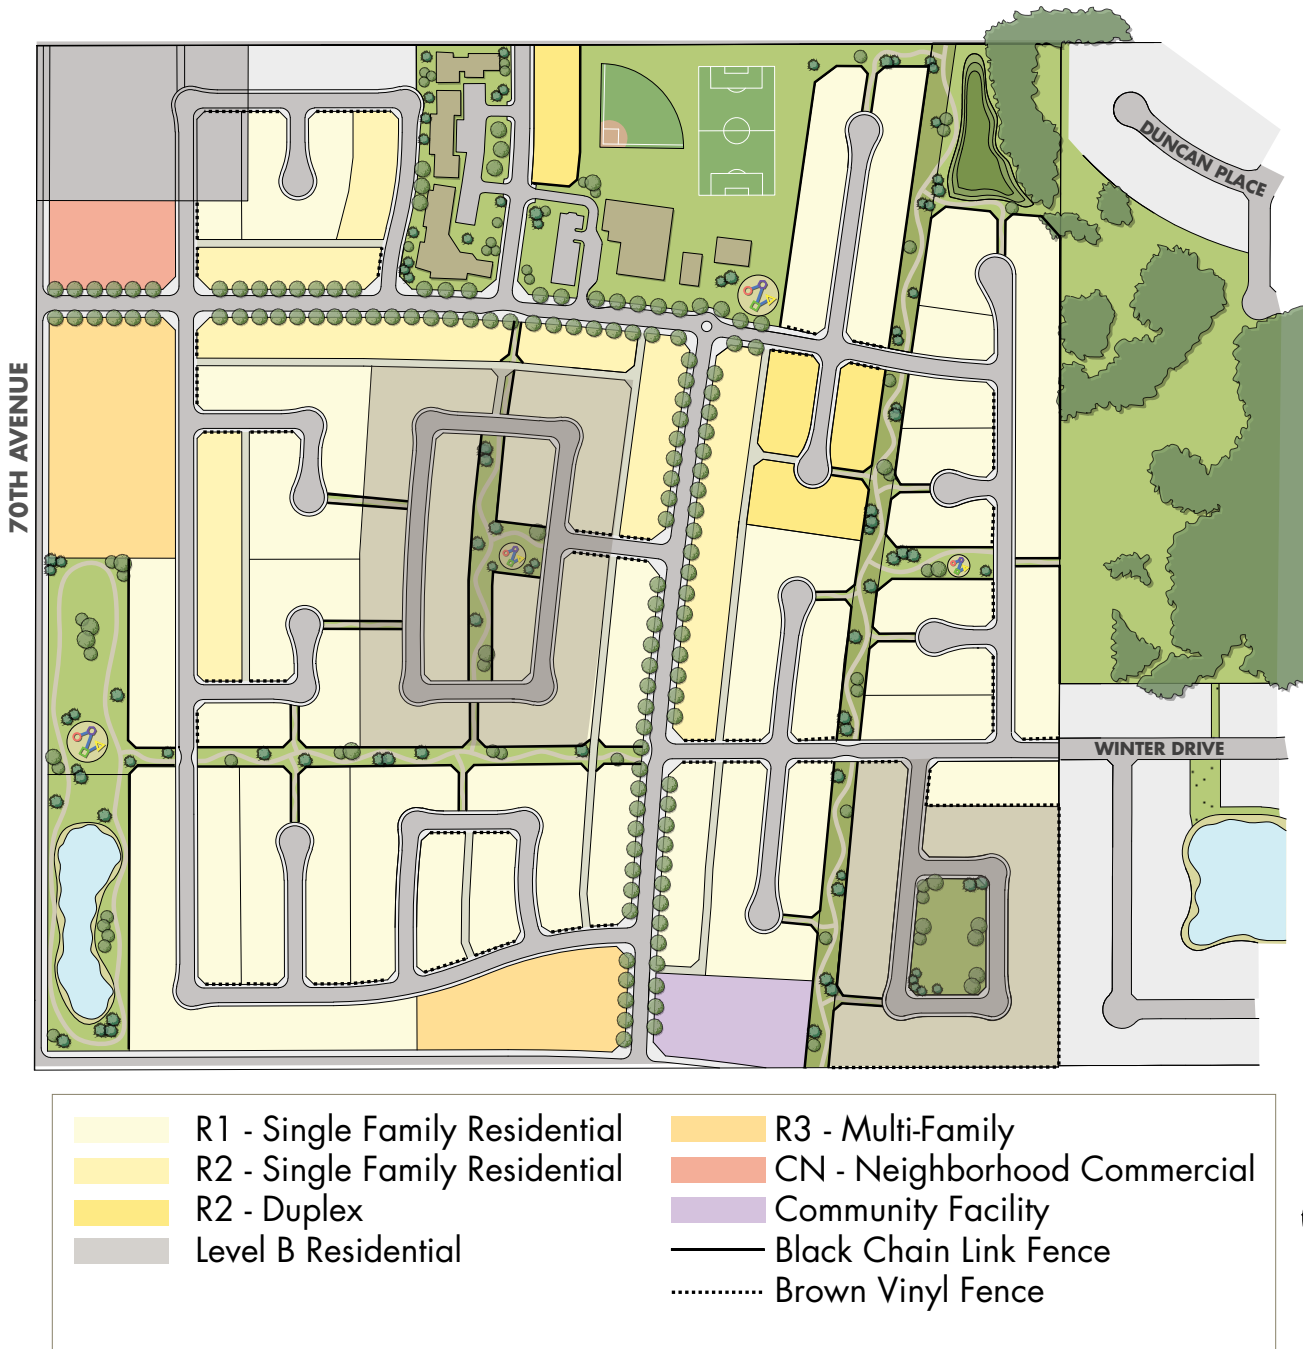 DUNCAN PLACE
70TH AVENUE
WINTER DRIVE
R1 - Single Family Residential
R2 - Single Family Residential
R2 - Duplex
Level B Residential
R3 - Multi-Family
CN - Neighborhood Commercial
Community Facility
Black Chain Link Fence
Brown Vinyl Fence